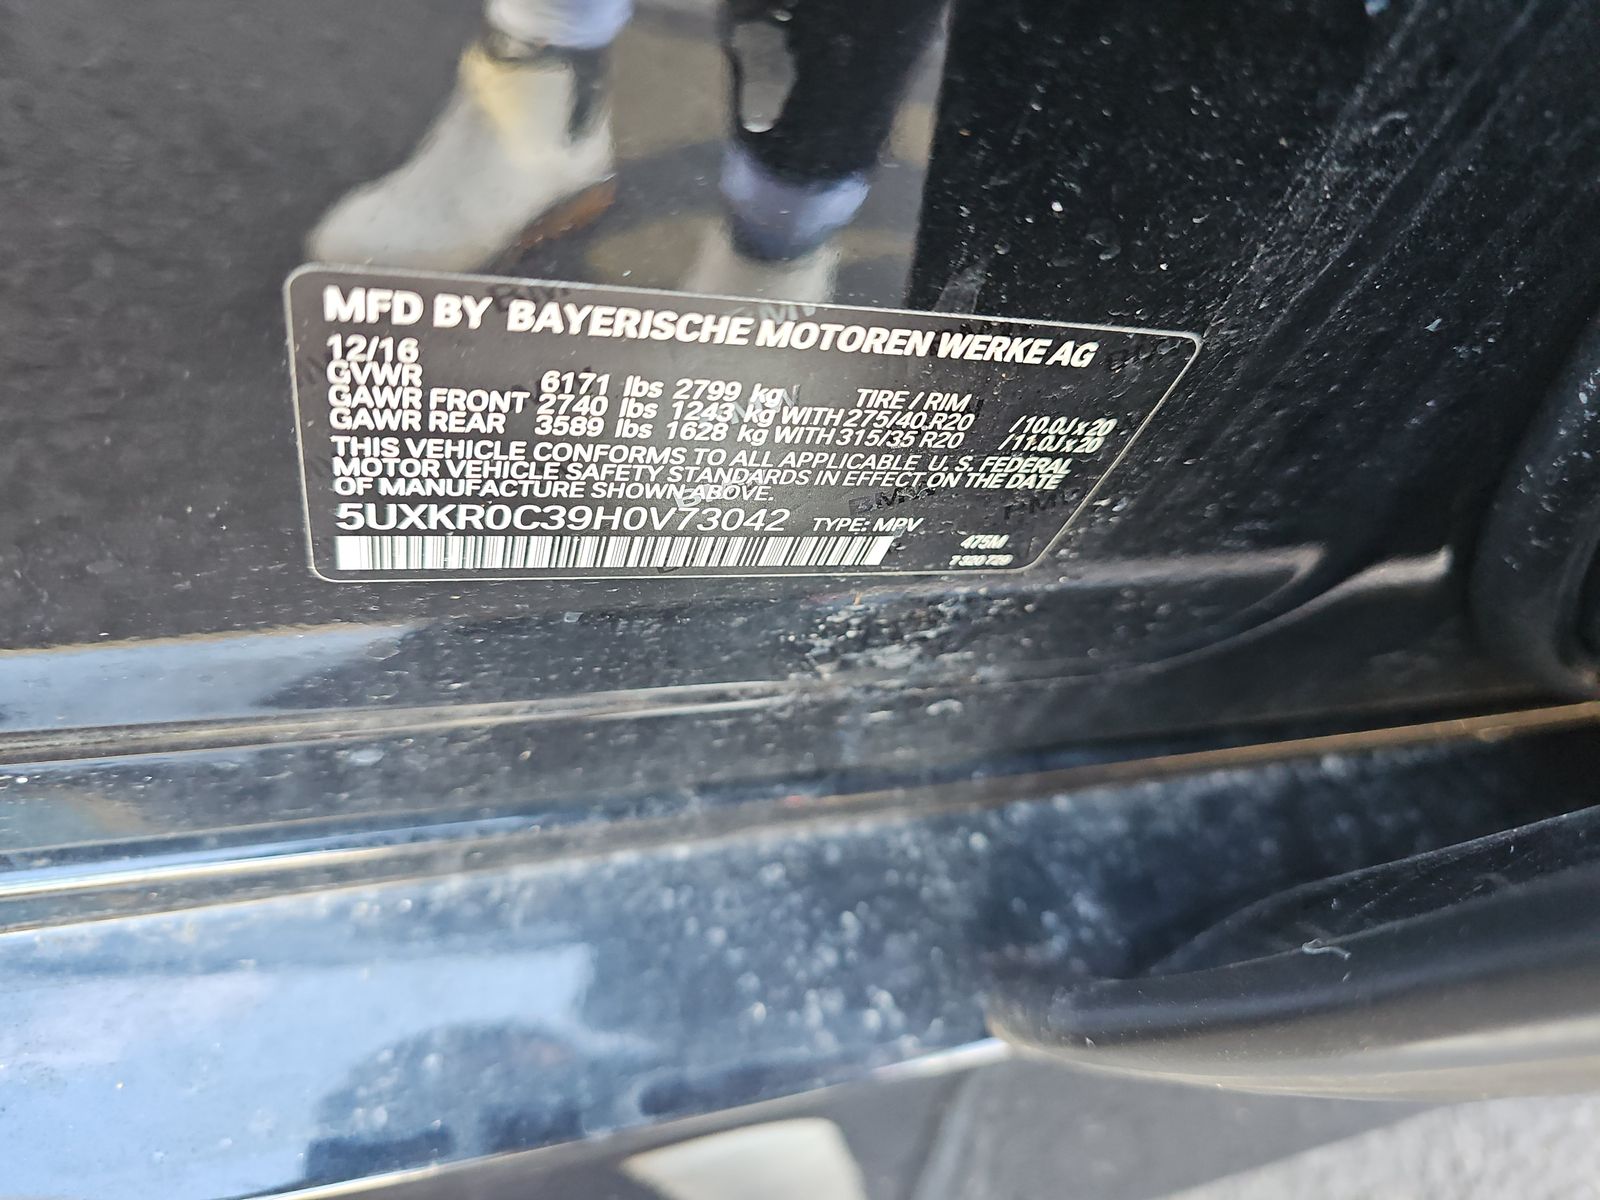 MFD BY BAYERISCHE MOTOREN WERKE AG
12/16
GVWR 6171 lbs 2799 kg TIRE / RIM
GAWR FRONT 2740 lbs 1243 kg WITH 275/40 R20 /10.0J x 20
GAWR REAR 3589 lbs 1628 kg WITH 315/35 R20 /11.0J x 20
THIS VEHICLE CONFORMS TO ALL APPLICABLE U. S. FEDERAL
MOTOR VEHICLE SAFETY STANDARDS IN EFFECT ON THE DATE
OF MANUFACTURE SHOWN ABOVE.
5UXKR0C39H0V73042 TYPE: MPV
475M
7 320 729